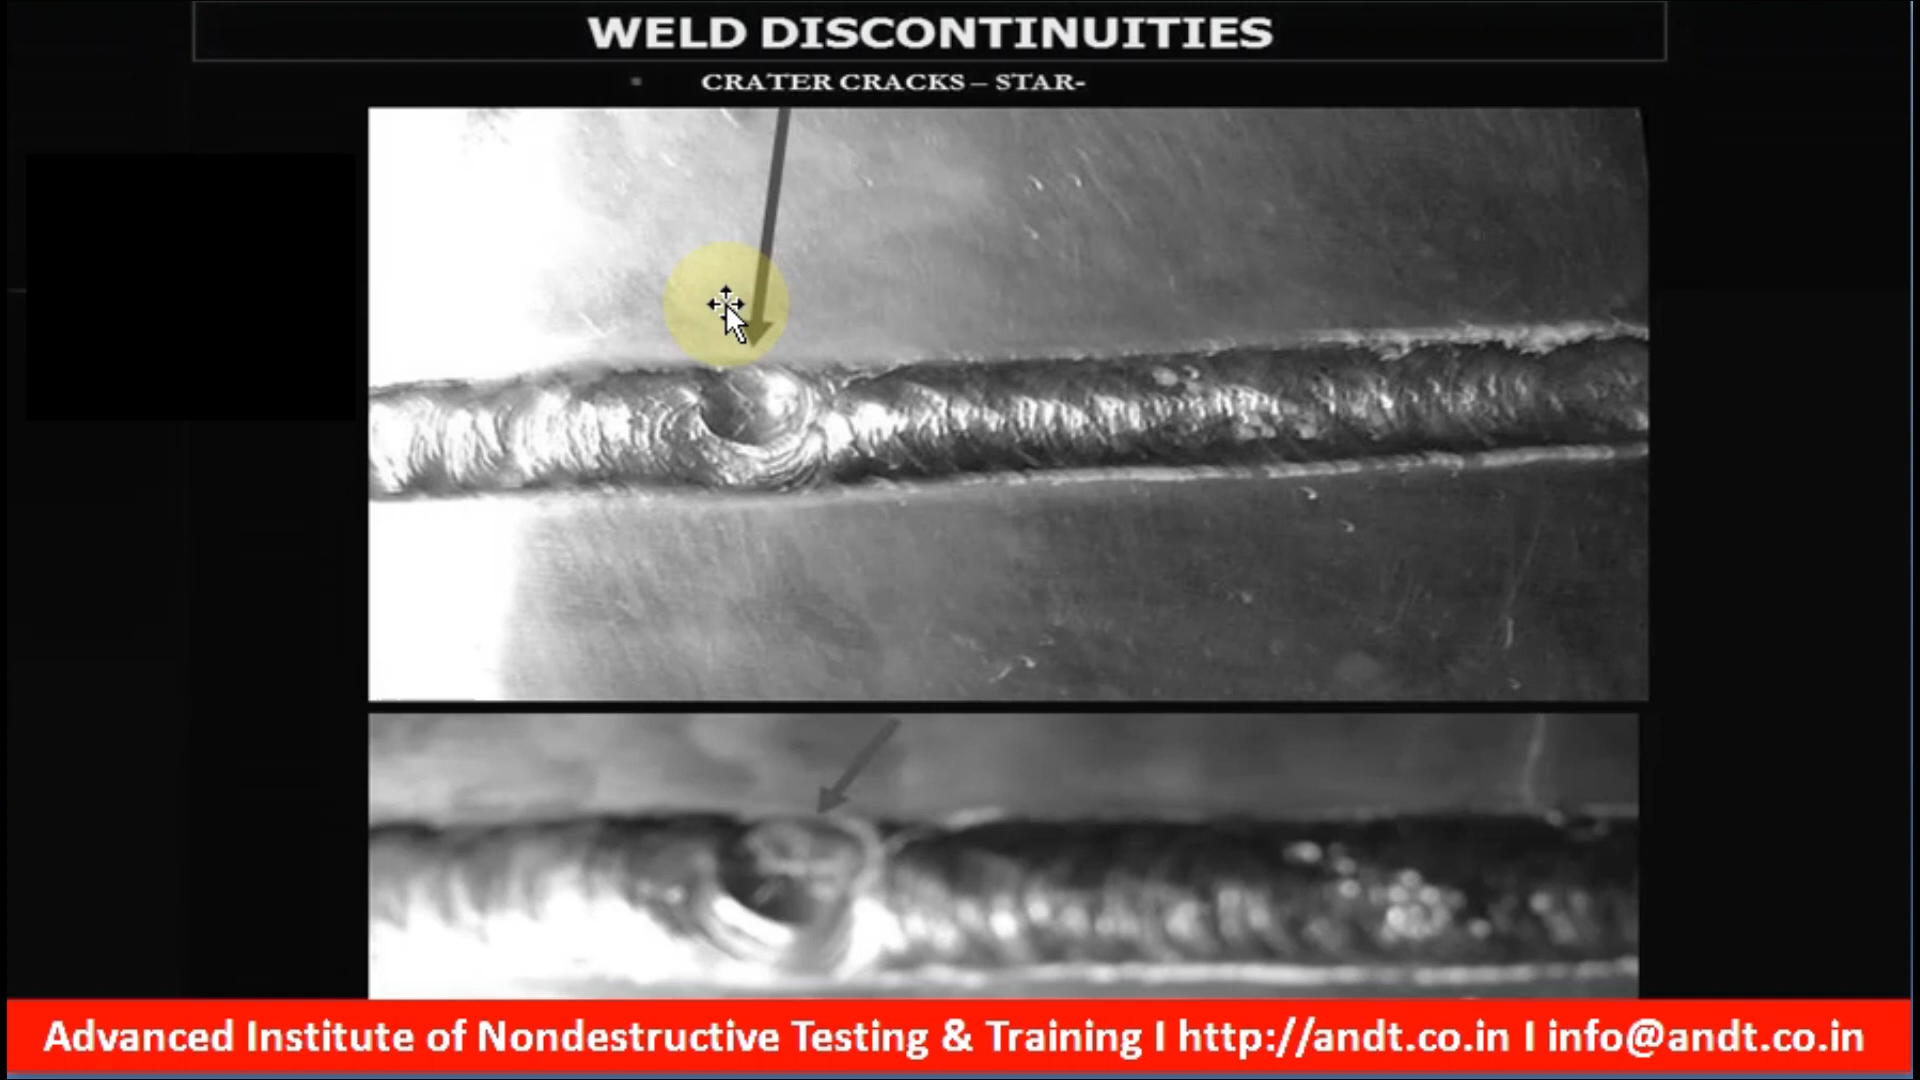 WELD DISCONTINUITIES
▪ CRATER CRACKS – STAR-
Advanced Institute of Nondestructive Testing & Training I http://andt.co.in I info@andt.co.in